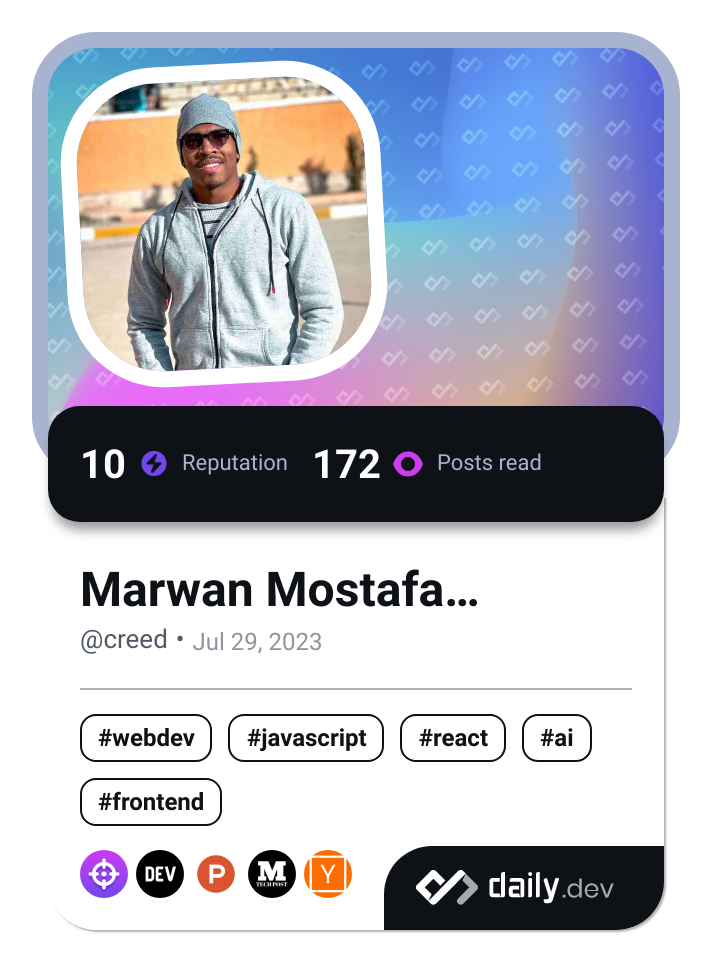 10 Reputation 172 Posts read
Marwan Mostafa...
@creed • Jul 29, 2023
#webdev #javascript #react #ai
#frontend
DEV P M TECH POST Y
daily.dev